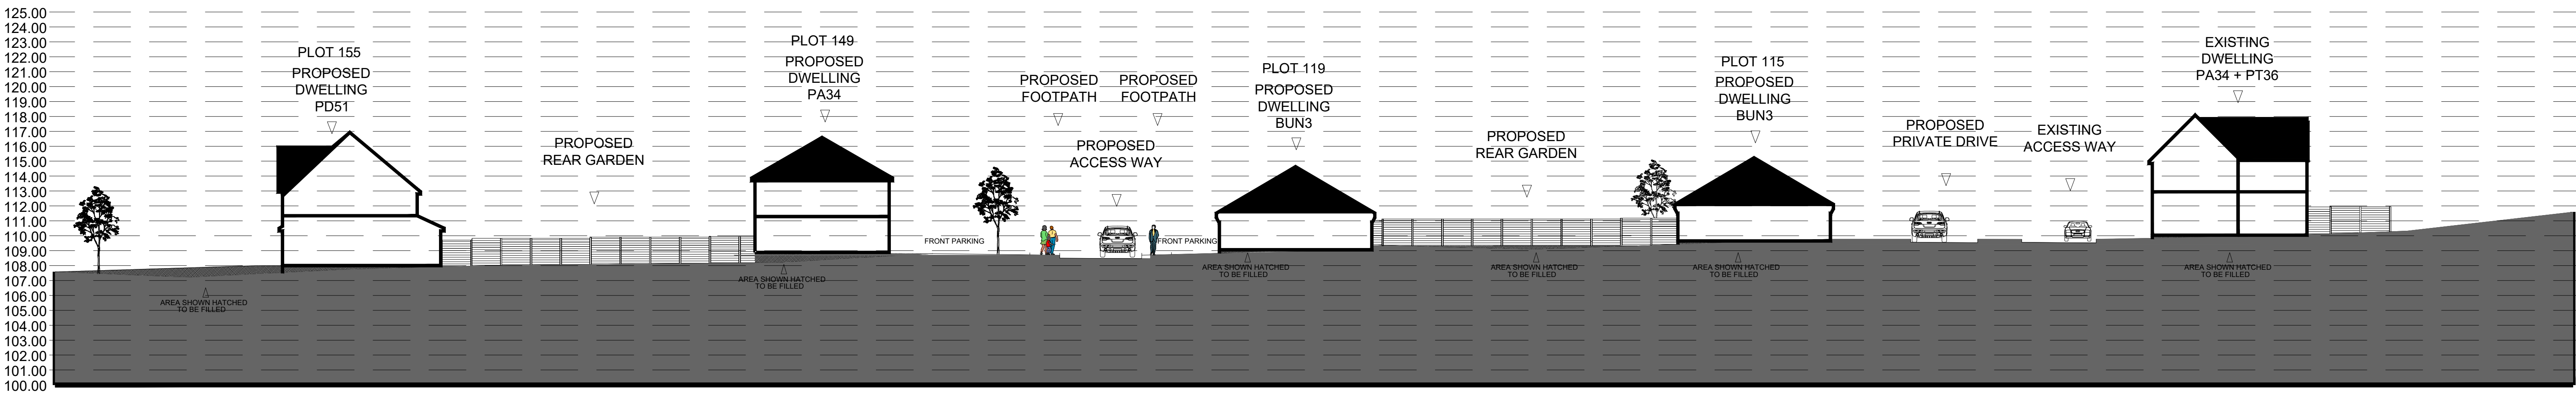 125.00
124.00
123.00
122.00
121.00
120.00
119.00
118.00
117.00
116.00
115.00
114.00
113.00
112.00
111.00
110.00
109.00
108.00
107.00
106.00
105.00
104.00
103.00
102.00
101.00
100.00
PLOT 155
PROPOSED
DWELLING
PD51
AREA SHOWN HATCHED
TO BE FILLED
PROPOSED
REAR GARDEN
PLOT 149
PROPOSED
DWELLING
PA34
AREA SHOWN HATCHED
TO BE FILLED
FRONT PARKING
PROPOSED
FOOTPATH
PROPOSED
ACCESS WAY
PROPOSED
FOOTPATH
FRONT PARKING
PLOT 119
PROPOSED
DWELLING
BUN3
AREA SHOWN HATCHED
TO BE FILLED
PROPOSED
REAR GARDEN
AREA SHOWN HATCHED
TO BE FILLED
PLOT 115
PROPOSED
DWELLING
BUN3
AREA SHOWN HATCHED
TO BE FILLED
PROPOSED
PRIVATE DRIVE
EXISTING
ACCESS WAY
EXISTING
DWELLING
PA34 + PT36
AREA SHOWN HATCHED
TO BE FILLED